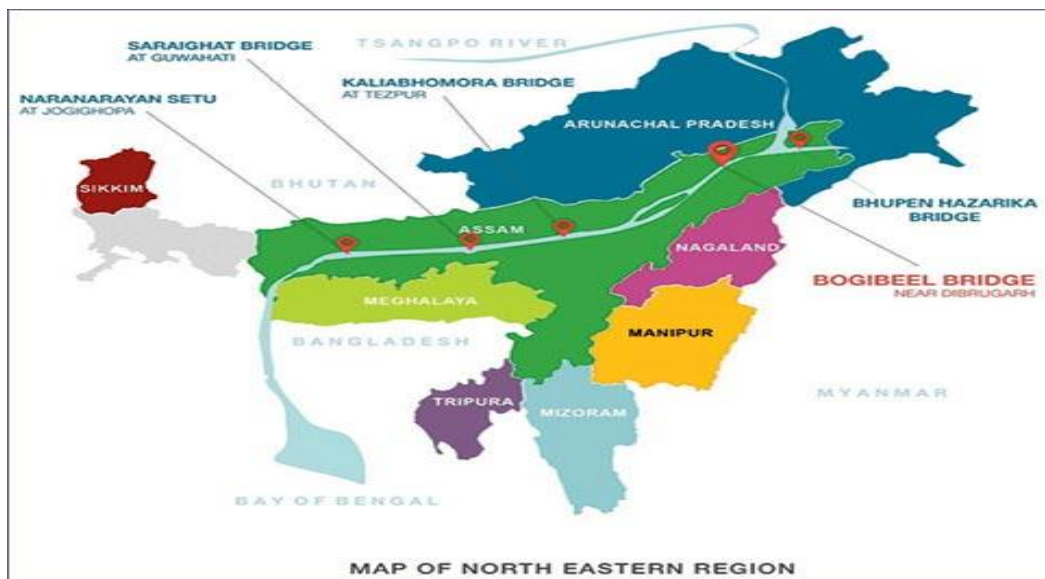 SARAIGHAT BRIDGE
AT GUWAHATI
TSANGPO RIVER
KALIABHOMORA BRIDGE
AT TEZPUR
NARANARAYAN SETU
AT JOGIGHOPA
ARUNACHAL PRADESH
SIKKIM
BHUTAN
BHUPEN HAZARIKA
BRIDGE
ASSAM
NAGALAND
BOGIBEEL BRIDGE
NEAR DIBRUGARH
MEGHALAYA
MANIPUR
BANGLADESH
MYANMAR
TRIPURA
MIZORAM
BAY OF BENGAL
MAP OF NORTH EASTERN REGION